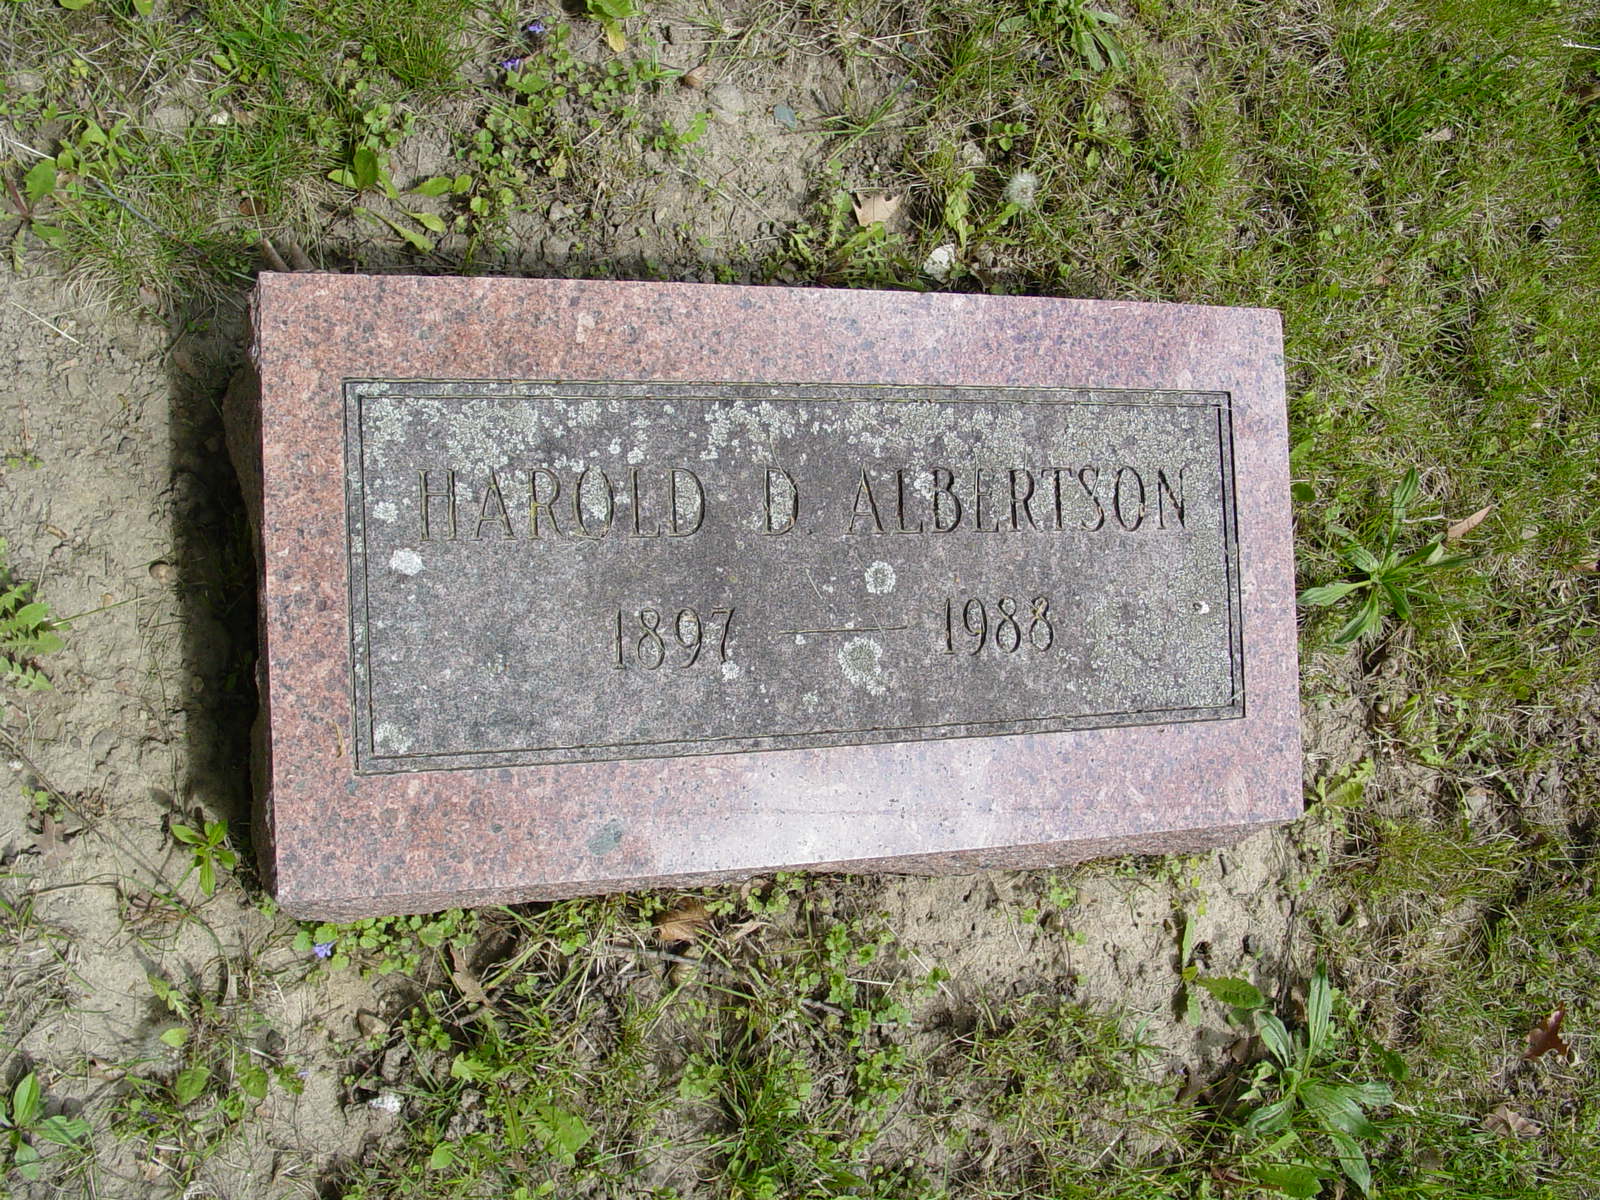 HAROLD D. ALBERTSON
1897 — 1988